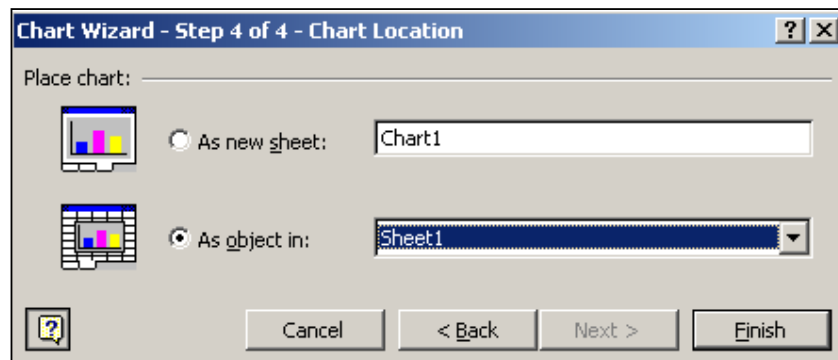 Chart Wizard - Step 4 of 4 - Chart Location
Place chart:
As new sheet: Chart1
As object in: Sheet1
Cancel < Back Next > Finish